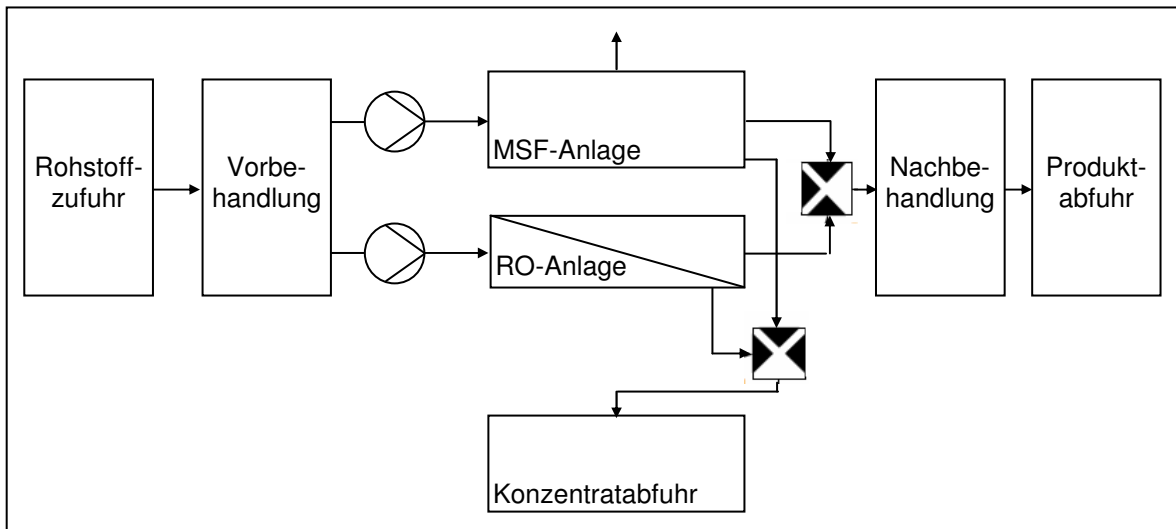 Rohstoff-
zufuhr
Vorbe-
handlung
MSF-Anlage
RO-Anlage
Nachbe-
handlung
Produkt-
abfuhr
Konzentratabfuhr